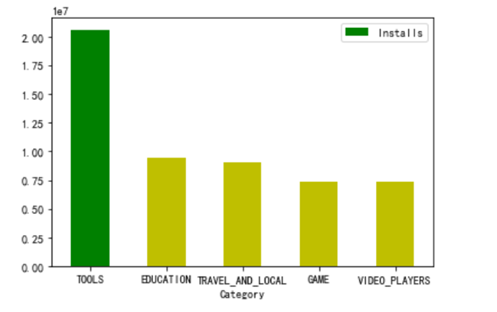 1e7
Installs
2.00
1.75
1.50
1.25
1.00
0.75
0.50
0.25
0.00
TOOLS EDUCATION TRAVEL_AND_LOCAL GAME VIDEO_PLAYERS
Category